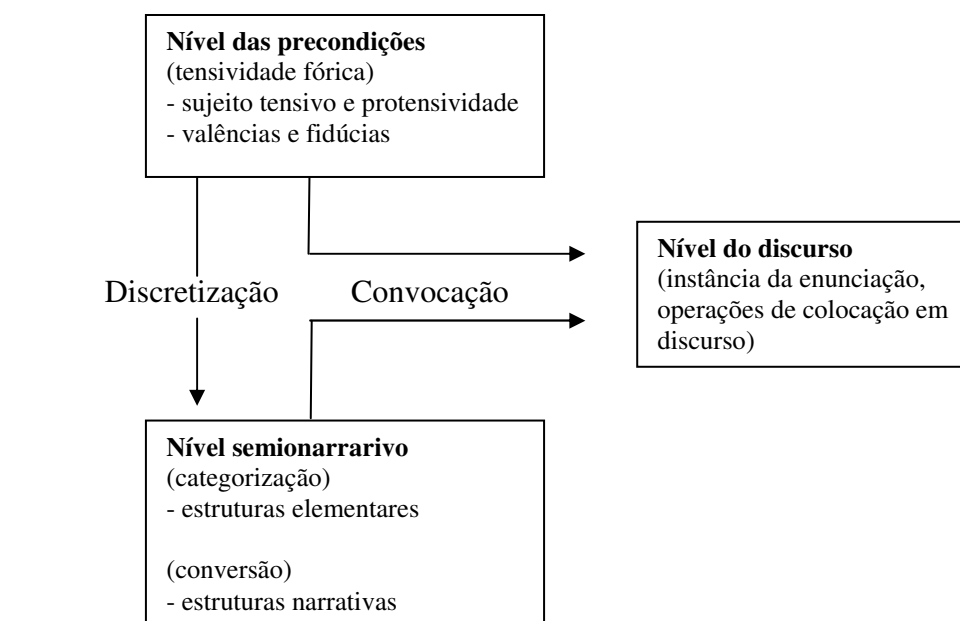 Nível das precondições
(tensividade fórica)
- sujeito tensivo e protensividade
- valências e fidúcias
Nível do discurso
(instância da enunciação,
operações de colocação em
discurso)
Discretização
Convocação
Nível semionarrarivo
(categorização)
- estruturas elementares
(conversão)
- estruturas narrativas